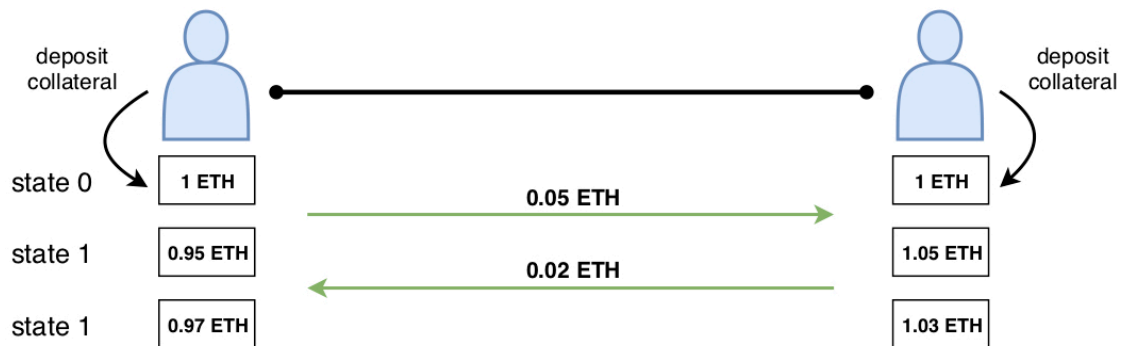 deposit
collateral
deposit
collateral
state 0
1 ETH
1 ETH
0.05 ETH
state 1
0.95 ETH
1.05 ETH
0.02 ETH
state 1
0.97 ETH
1.03 ETH